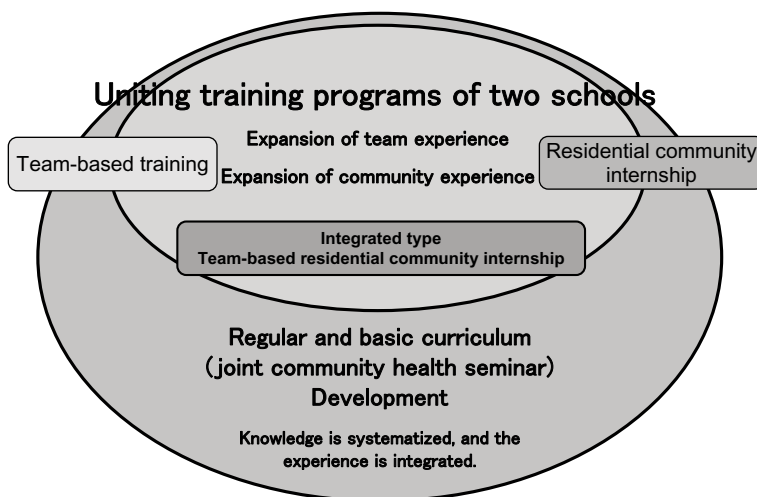 Uniting training programs of two schools
Expansion of team experience
Team-based training
Expansion of community experience
Residential community
internship
Integrated type
Team-based residential community internship
Regular and basic curriculum
(joint community health seminar)
Development
Knowledge is systematized, and the
experience is integrated.